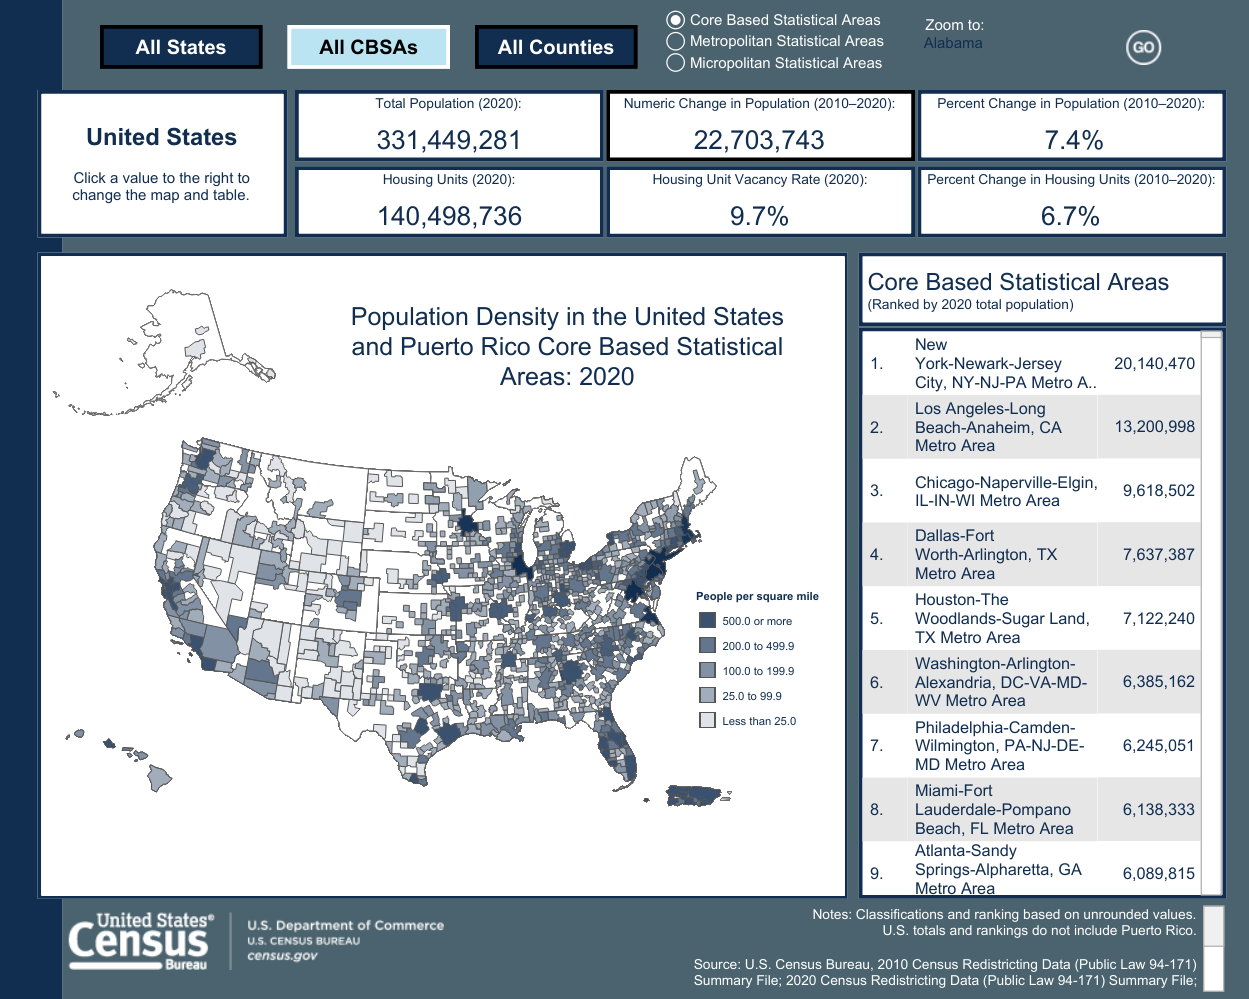 All States
All CBSAs
All Counties
Core Based Statistical Areas
Metropolitan Statistical Areas
Micropolitan Statistical Areas
Zoom to:
Alabama
GO
United States
Click a value to the right to
change the map and table.
Total Population (2020):
331,449,281
Numeric Change in Population (2010–2020):
22,703,743
Percent Change in Population (2010–2020):
7.4%
Housing Units (2020):
140,498,736
Housing Unit Vacancy Rate (2020):
9.7%
Percent Change in Housing Units (2010–2020):
6.7%
Population Density in the United States
and Puerto Rico Core Based Statistical
Areas: 2020
People per square mile
500.0 or more
200.0 to 499.9
100.0 to 199.9
25.0 to 99.9
Less than 25.0
Core Based Statistical Areas
(Ranked by 2020 total population)
1.
New
York-Newark-Jersey
City, NY-NJ-PA Metro A..
20,140,470
2.
Los Angeles-Long
Beach-Anaheim, CA
Metro Area
13,200,998
3.
Chicago-Naperville-Elgin,
IL-IN-WI Metro Area
9,618,502
4.
Dallas-Fort
Worth-Arlington, TX
Metro Area
7,637,387
5.
Houston-The
Woodlands-Sugar Land,
TX Metro Area
7,122,240
6.
Washington-Arlington-
Alexandria, DC-VA-MD-
WV Metro Area
6,385,162
7.
Philadelphia-Camden-
Wilmington, PA-NJ-DE-
MD Metro Area
6,245,051
8.
Miami-Fort
Lauderdale-Pompano
Beach, FL Metro Area
6,138,333
9.
Atlanta-Sandy
Springs-Alpharetta, GA
Metro Area
6,089,815
United States®
Census
Bureau
U.S. Department of Commerce
U.S. CENSUS BUREAU
census.gov
Notes: Classifications and ranking based on unrounded values.
U.S. totals and rankings do not include Puerto Rico.
Source: U.S. Census Bureau, 2010 Census Redistricting Data (Public Law 94-171)
Summary File; 2020 Census Redistricting Data (Public Law 94-171) Summary File;